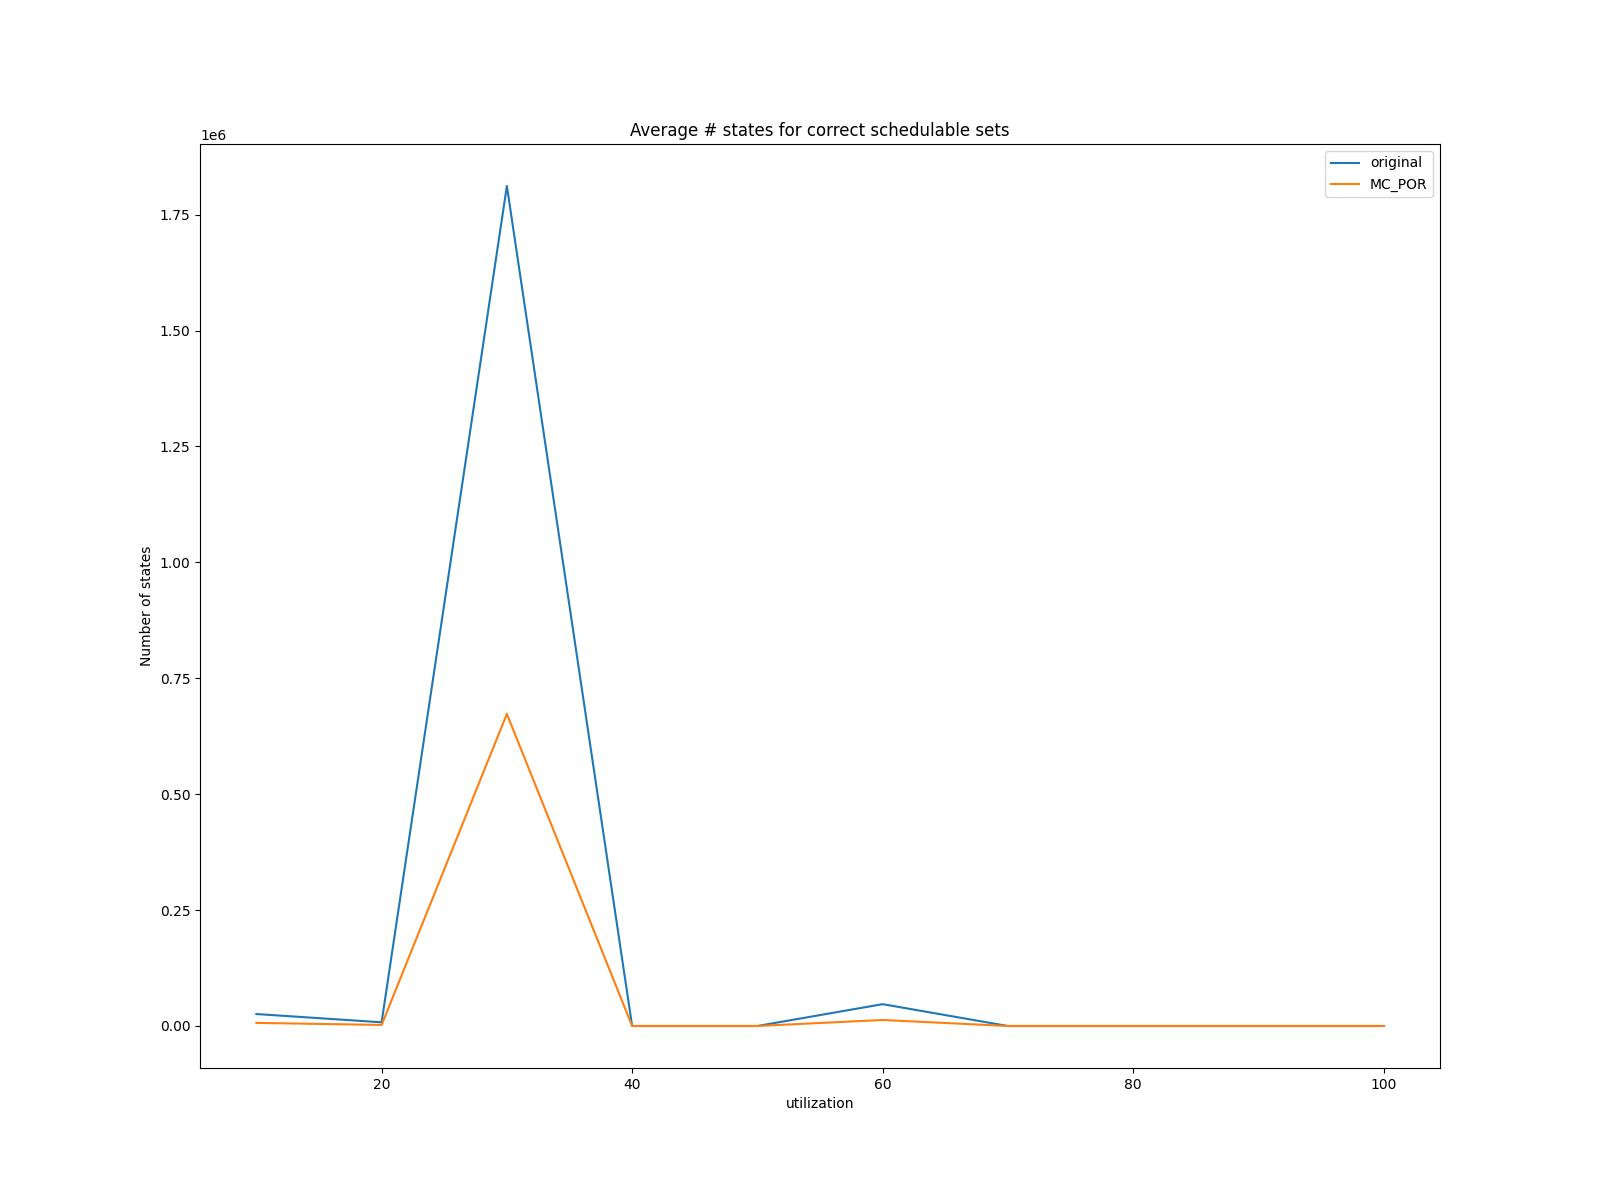 Average # states for correct schedulable sets
1e6
original
MC_POR
1.75
1.50
1.25
1.00
0.75
0.50
0.25
0.00
Number of states
20
40
60
80
100
utilization